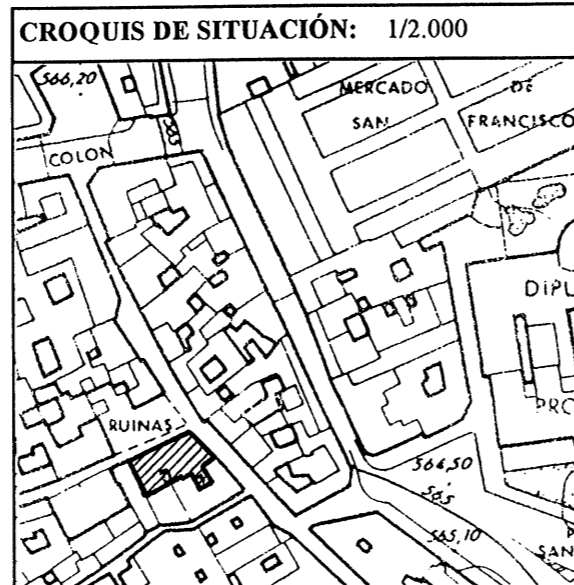 CROQUIS DE SITUACIÓN: 1/2.000
566,20
MERCADO DE
SAN FRANCISCO
565
COLON
DIPU
PRO
RUINAS
564,50
565
565,10
SAN